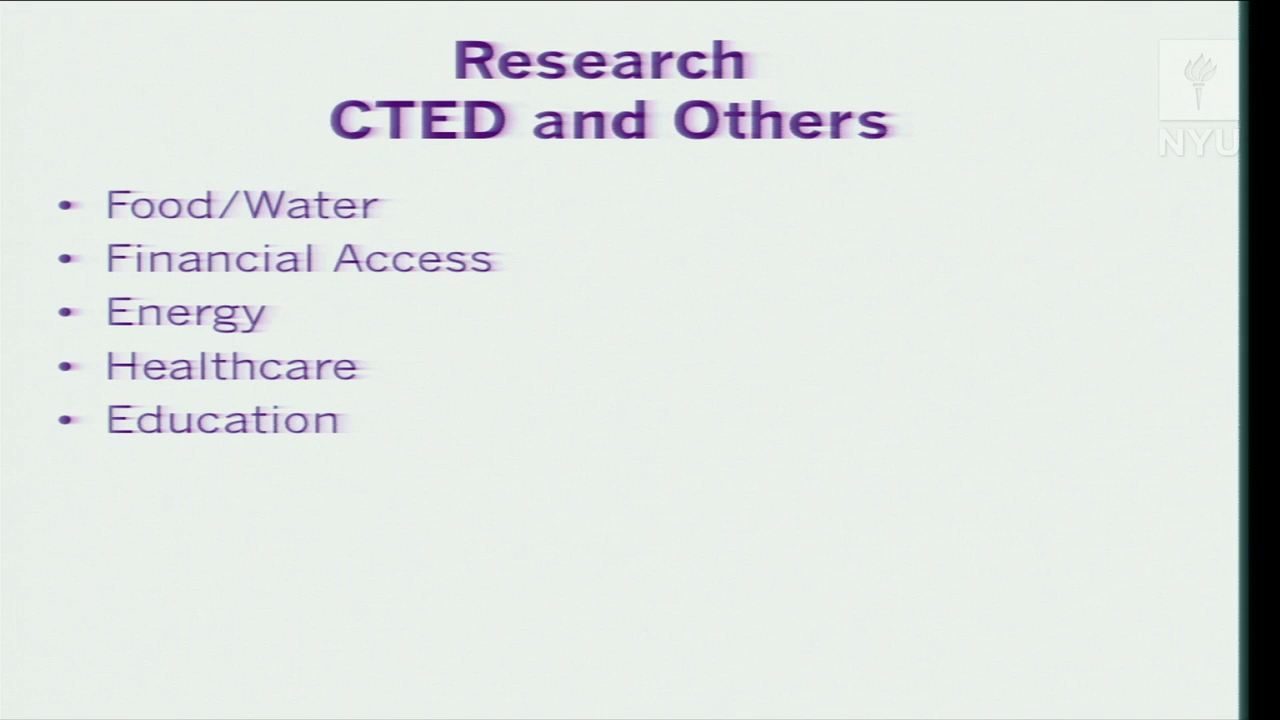 Research
CTED and Others
• Food/Water
• Financial Access
• Energy
• Healthcare
• Education
NYU